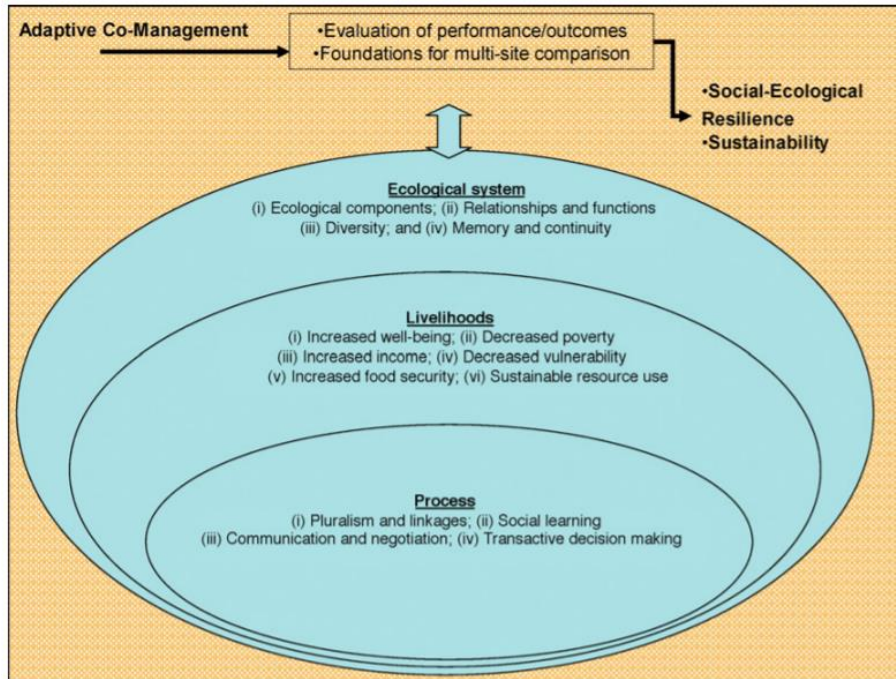 Adaptive Co-Management
•Evaluation of performance/outcomes
•Foundations for multi-site comparison
•Social-Ecological
Resilience
•Sustainability
Ecological system
(i) Ecological components; (ii) Relationships and functions
(iii) Diversity; and (iv) Memory and continuity
Livelihoods
(i) Increased well-being; (ii) Decreased poverty
(iii) Increased income; (iv) Decreased vulnerability
(v) Increased food security; (vi) Sustainable resource use
Process
(i) Pluralism and linkages; (ii) Social learning
(iii) Communication and negotiation; (iv) Transactive decision making